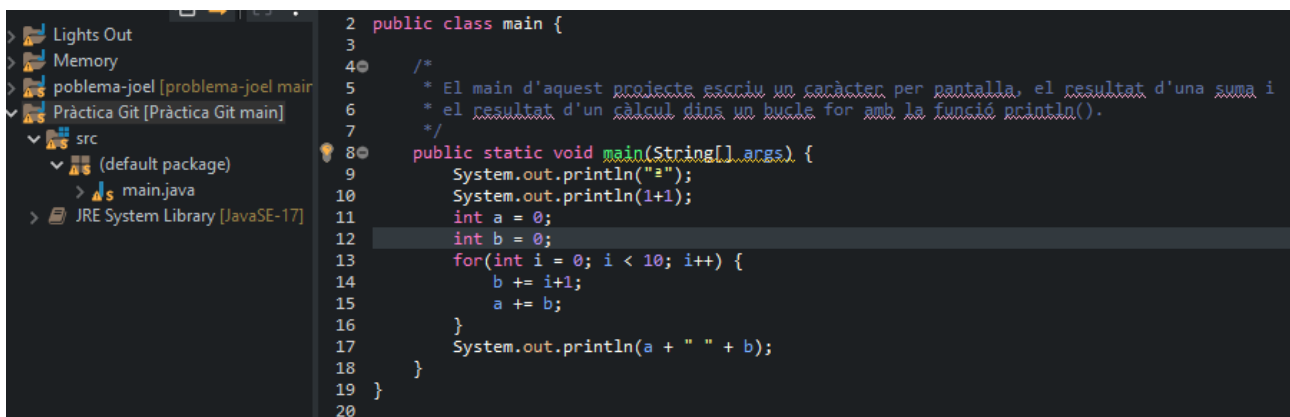 Lights Out
Memory
poblema-joel [problema-joel main
Pràctica Git [Pràctica Git main]
src
(default package)
main.java
JRE System Library [JavaSE-17]
2 public class main {
3
4 /*
5 * El main d'aquest projecte escriu un caràcter per pantalla, el resultat d'una suma i
6 * el resultat d'un càlcul dins un bucle for amb la funció println().
7 */
8 public static void main(String[] args) {
9 System.out.println("ª");
10 System.out.println(1+1);
11 int a = 0;
12 int b = 0;
13 for(int i = 0; i < 10; i++) {
14 b += i+1;
15 a += b;
16 }
17 System.out.println(a + " " + b);
18 }
19 }
20